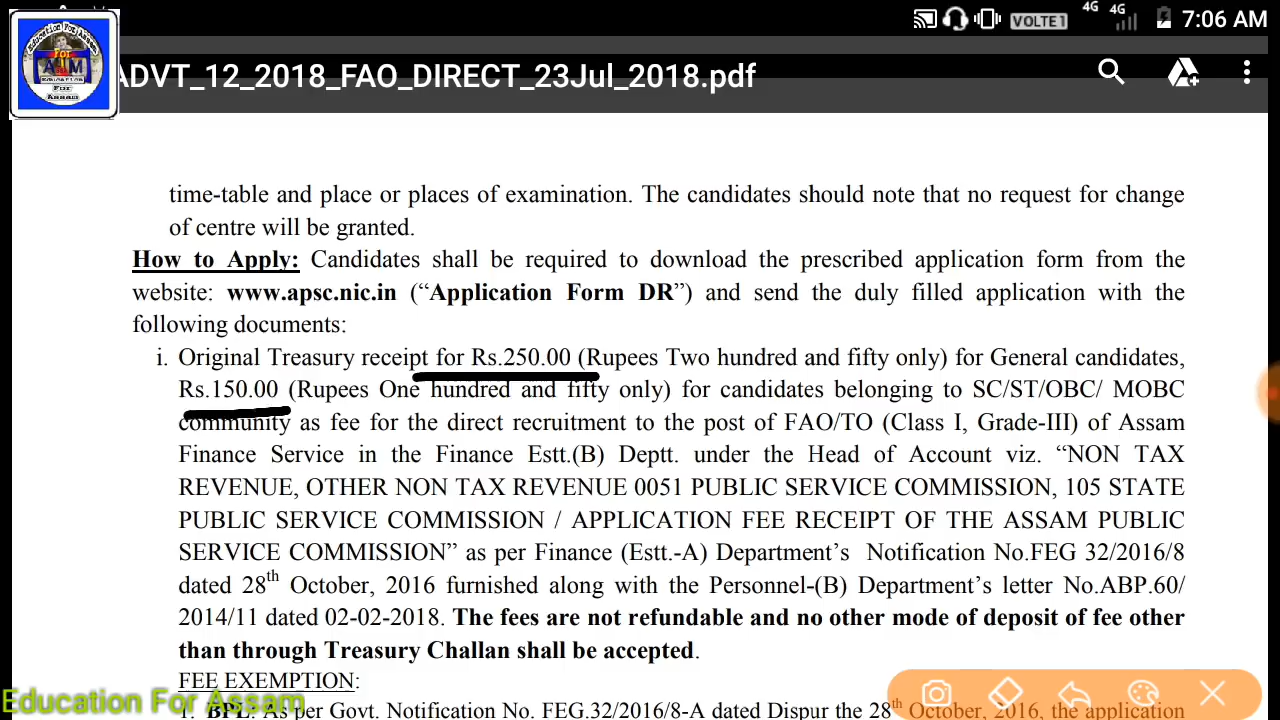 4G 4G
VOLTE1 7:06 AM
ADVT_12_2018_FAO_DIRECT_23Jul_2018.pdf
Education For Assam
For
time-table and place or places of examination. The candidates should note that no request for change
of centre will be granted.
How to Apply: Candidates shall be required to download the prescribed application form from the
website: www.apsc.nic.in (“Application Form DR”) and send the duly filled application with the
following documents:
i. Original Treasury receipt for Rs.250.00 (Rupees Two hundred and fifty only) for General candidates,
Rs.150.00 (Rupees One hundred and fifty only) for candidates belonging to SC/ST/OBC/ MOBC
community as fee for the direct recruitment to the post of FAO/TO (Class I, Grade-III) of Assam
Finance Service in the Finance Estt.(B) Deptt. under the Head of Account viz. “NON TAX
REVENUE, OTHER NON TAX REVENUE 0051 PUBLIC SERVICE COMMISSION, 105 STATE
PUBLIC SERVICE COMMISSION / APPLICATION FEE RECEIPT OF THE ASSAM PUBLIC
SERVICE COMMISSION” as per Finance (Estt.-A) Department’s Notification No.FEG 32/2016/8
dated 28th October, 2016 furnished along with the Personnel-(B) Department’s letter No.ABP.60/
2014/11 dated 02-02-2018. The fees are not refundable and no other mode of deposit of fee other
than through Treasury Challan shall be accepted.
FEE EXEMPTION:
1. BPL: As per Govt. Notification No. FEG.32/2016/8-A dated Dispur the 28th October, 2016, the application
Education For Assam